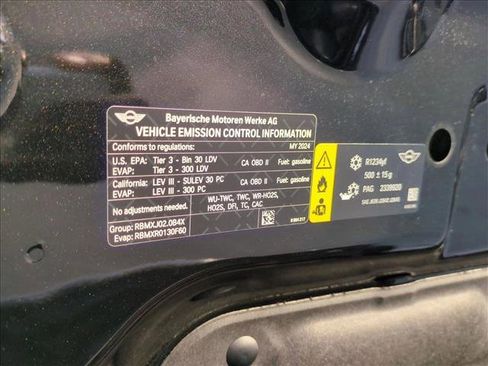 Bayerische Motoren Werke AG
VEHICLE EMISSION CONTROL INFORMATION
Conforms to regulations: MY 2024
U.S. EPA: Tier 3 - Bin 30 LDV CA OBD II Fuel: gasoline
EVAP: Tier 3 - 300 LDV
California: LEV III - SULEV 30 PC CA OBD II Fuel: gasoline
EVAP: LEV III - 300 PC
No adjustments needed. WU-TWC, TWC, WR-HO2S,
HO2S, DFI, TC, CAC
Group: RBMXJ02.0B4X
Evap: RBMXR0130F60
R1234yf
500 ± 15g
PAG